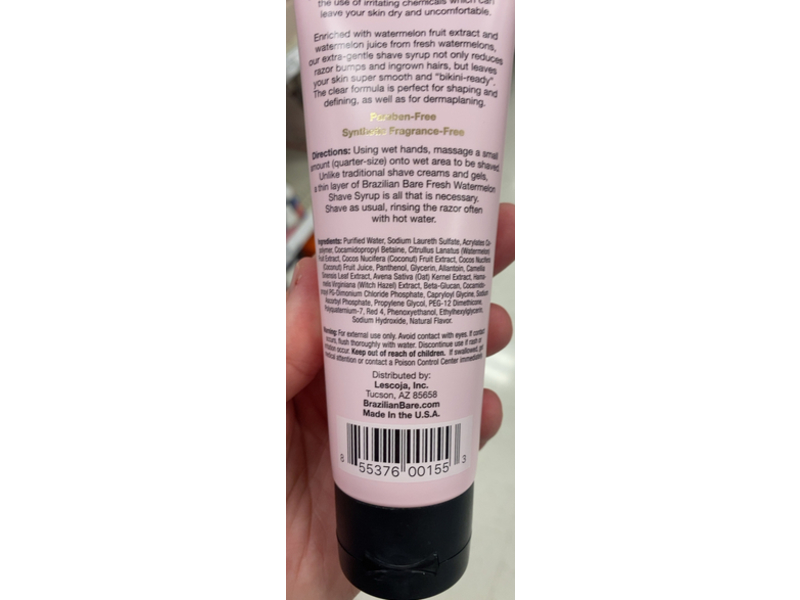 the use of irritating chemicals which can
leave your skin dry and uncomfortable.
Enriched with watermelon fruit extract and
watermelon juice from fresh watermelons,
our extra-gentle shave syrup not only reduces
razor bumps and ingrown hairs, but leaves
your skin super smooth and "bikini-ready".
The clear formula is perfect for shaping and
defining, as well as for dermaplaning.
Paraben-Free
Synthetic Fragrance-Free
Directions: Using wet hands, massage a small
amount (quarter-size) onto wet area to be shaved.
Unlike traditional shave creams and gels,
a thin layer of Brazilian Bare Fresh Watermelon
Shave Syrup is all that is necessary.
Shave as usual, rinsing the razor often
with hot water.
Ingredients: Purified Water, Sodium Laureth Sulfate, Acrylates Co-
polymer, Cocamidopropyl Betaine, Citrullus Lanatus (Watermelon)
Fruit Extract, Cocos Nucifera (Coconut) Fruit Extract, Cocos Nucifera
(Coconut) Fruit Juice, Panthenol, Glycerin, Allantoin, Camellia
Sinensis Leaf Extract, Avena Sativa (Oat) Kernel Extract, Hama-
melis Virginiana (Witch Hazel) Extract, Beta-Glucan, Cocamido-
propyl PG-Dimonium Chloride Phosphate, Capryloyl Glycine, Sodium
Ascorbyl Phosphate, Propylene Glycol, PEG-12 Dimethicone,
Polyquaternium-7, Red 4, Phenoxyethanol, Ethylhexylglycerin,
Sodium Hydroxide, Natural Flavor.
Warning: For external use only. Avoid contact with eyes. If contact
occurs, flush thoroughly with water. Discontinue use if rash or
irritation occur. Keep out of reach of children. If swallowed, get
medical attention or contact a Poison Control Center immediately.
Distributed by:
Lescoja, Inc.
Tucson, AZ 85658
BrazilianBare.com
Made In the U.S.A.
8 55376 00155 3